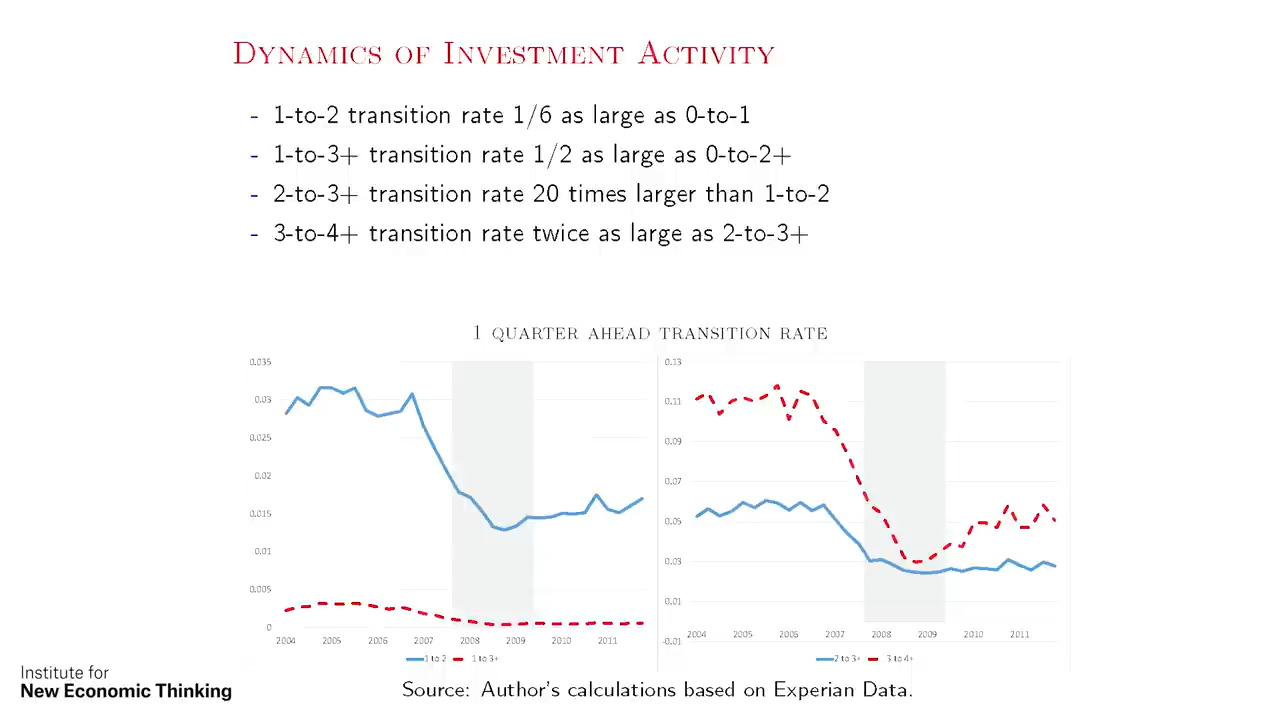 DYNAMICS OF INVESTMENT ACTIVITY
- 1-to-2 transition rate 1/6 as large as 0-to-1
- 1-to-3+ transition rate 1/2 as large as 0-to-2+
- 2-to-3+ transition rate 20 times larger than 1-to-2
- 3-to-4+ transition rate twice as large as 2-to-3+
1 QUARTER AHEAD TRANSITION RATE
0.035
0.03
0.025
0.02
0.015
0.01
0.005
0
2004 2005 2006 2007 2008 2009 2010 2011
1 to 2 1 to 3+
0.13
0.11
0.09
0.07
0.05
0.03
0.01
-0.01
2004 2005 2006 2007 2008 2009 2010 2011
2 to 3+ 3 to 4+
Source: Author's calculations based on Experian Data.
Institute for
New Economic Thinking